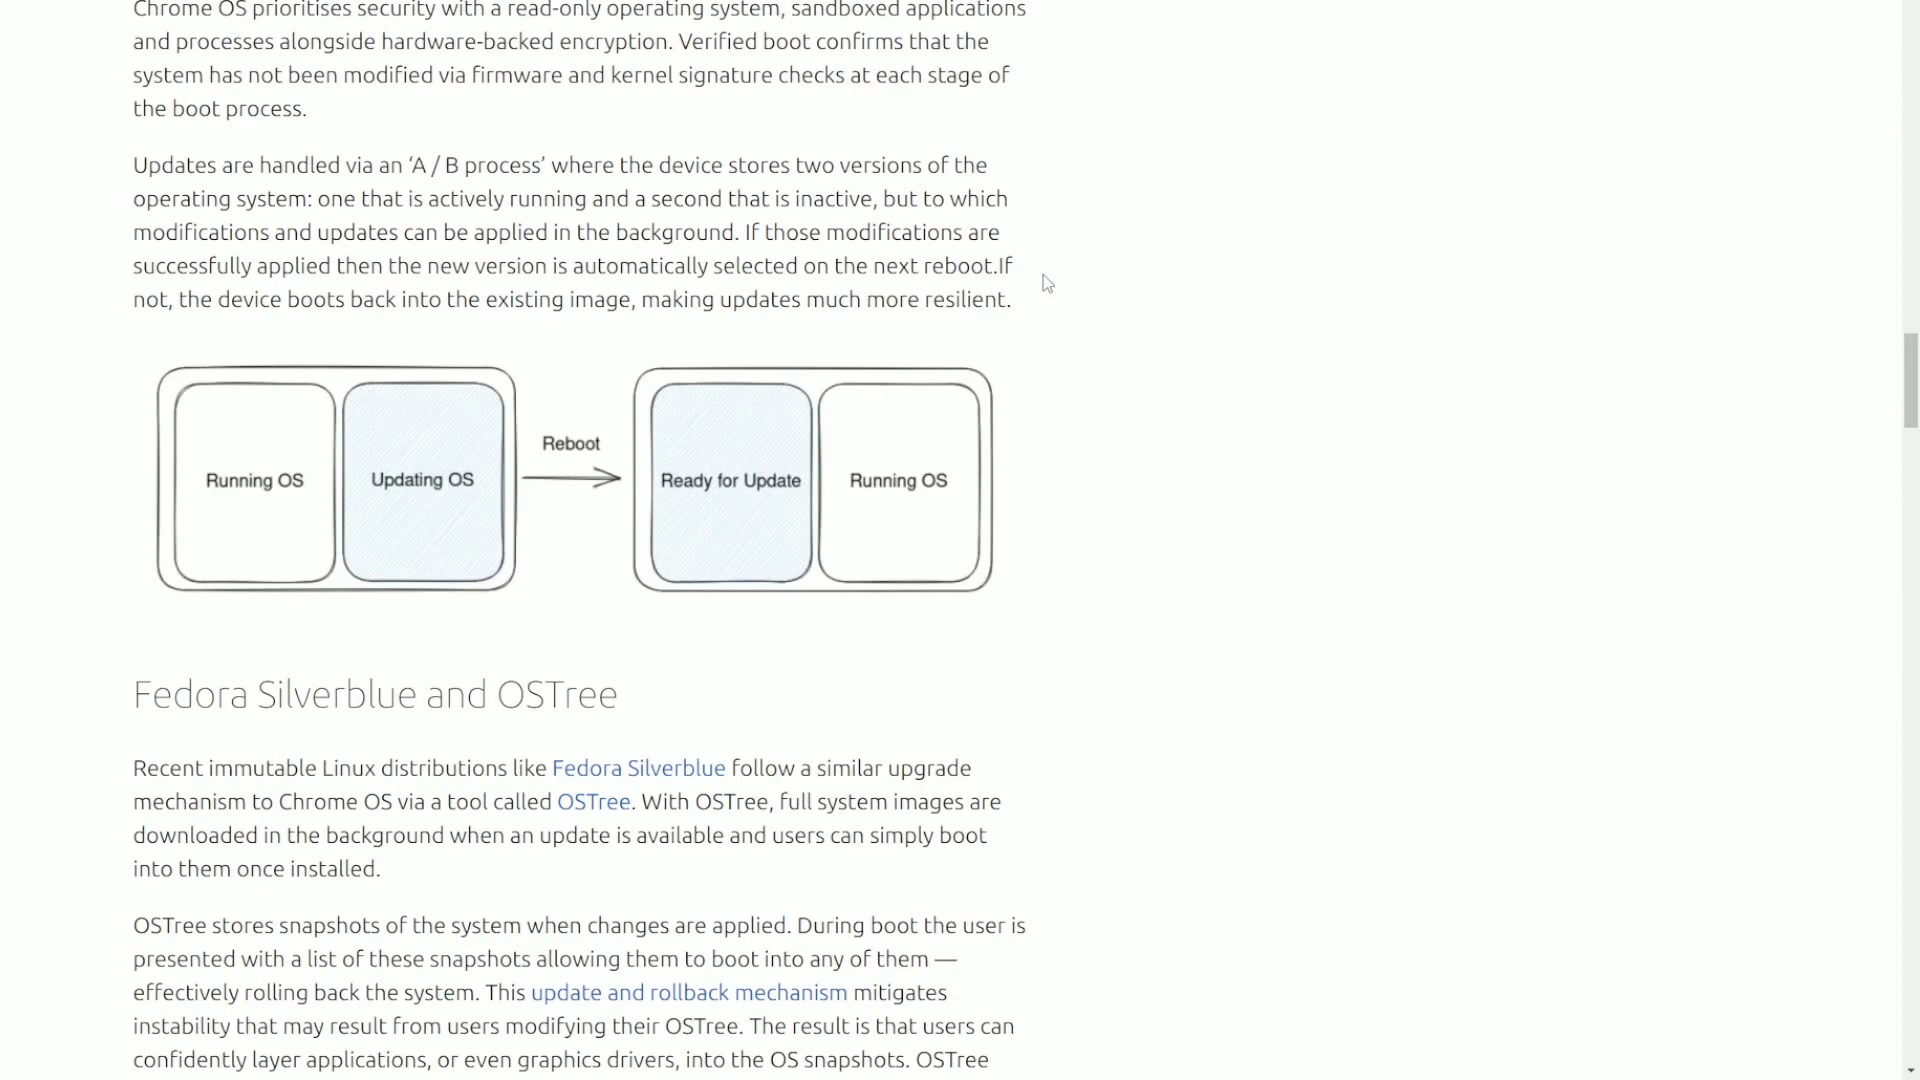 Chrome OS prioritises security with a read-only operating system, sandboxed applications
and processes alongside hardware-backed encryption. Verified boot confirms that the
system has not been modified via firmware and kernel signature checks at each stage of
the boot process.
Updates are handled via an ‘A / B process’ where the device stores two versions of the
operating system: one that is actively running and a second that is inactive, but to which
modifications and updates can be applied in the background. If those modifications are
successfully applied then the new version is automatically selected on the next reboot.If
not, the device boots back into the existing image, making updates much more resilient.
Running OS
Updating OS
Reboot
Ready for Update
Running OS
Fedora Silverblue and OSTree
Recent immutable Linux distributions like Fedora Silverblue follow a similar upgrade
mechanism to Chrome OS via a tool called OSTree. With OSTree, full system images are
downloaded in the background when an update is available and users can simply boot
into them once installed.
OSTree stores snapshots of the system when changes are applied. During boot the user is
presented with a list of these snapshots allowing them to boot into any of them —
effectively rolling back the system. This update and rollback mechanism mitigates
instability that may result from users modifying their OSTree. The result is that users can
confidently layer applications, or even graphics drivers, into the OS snapshots. OSTree